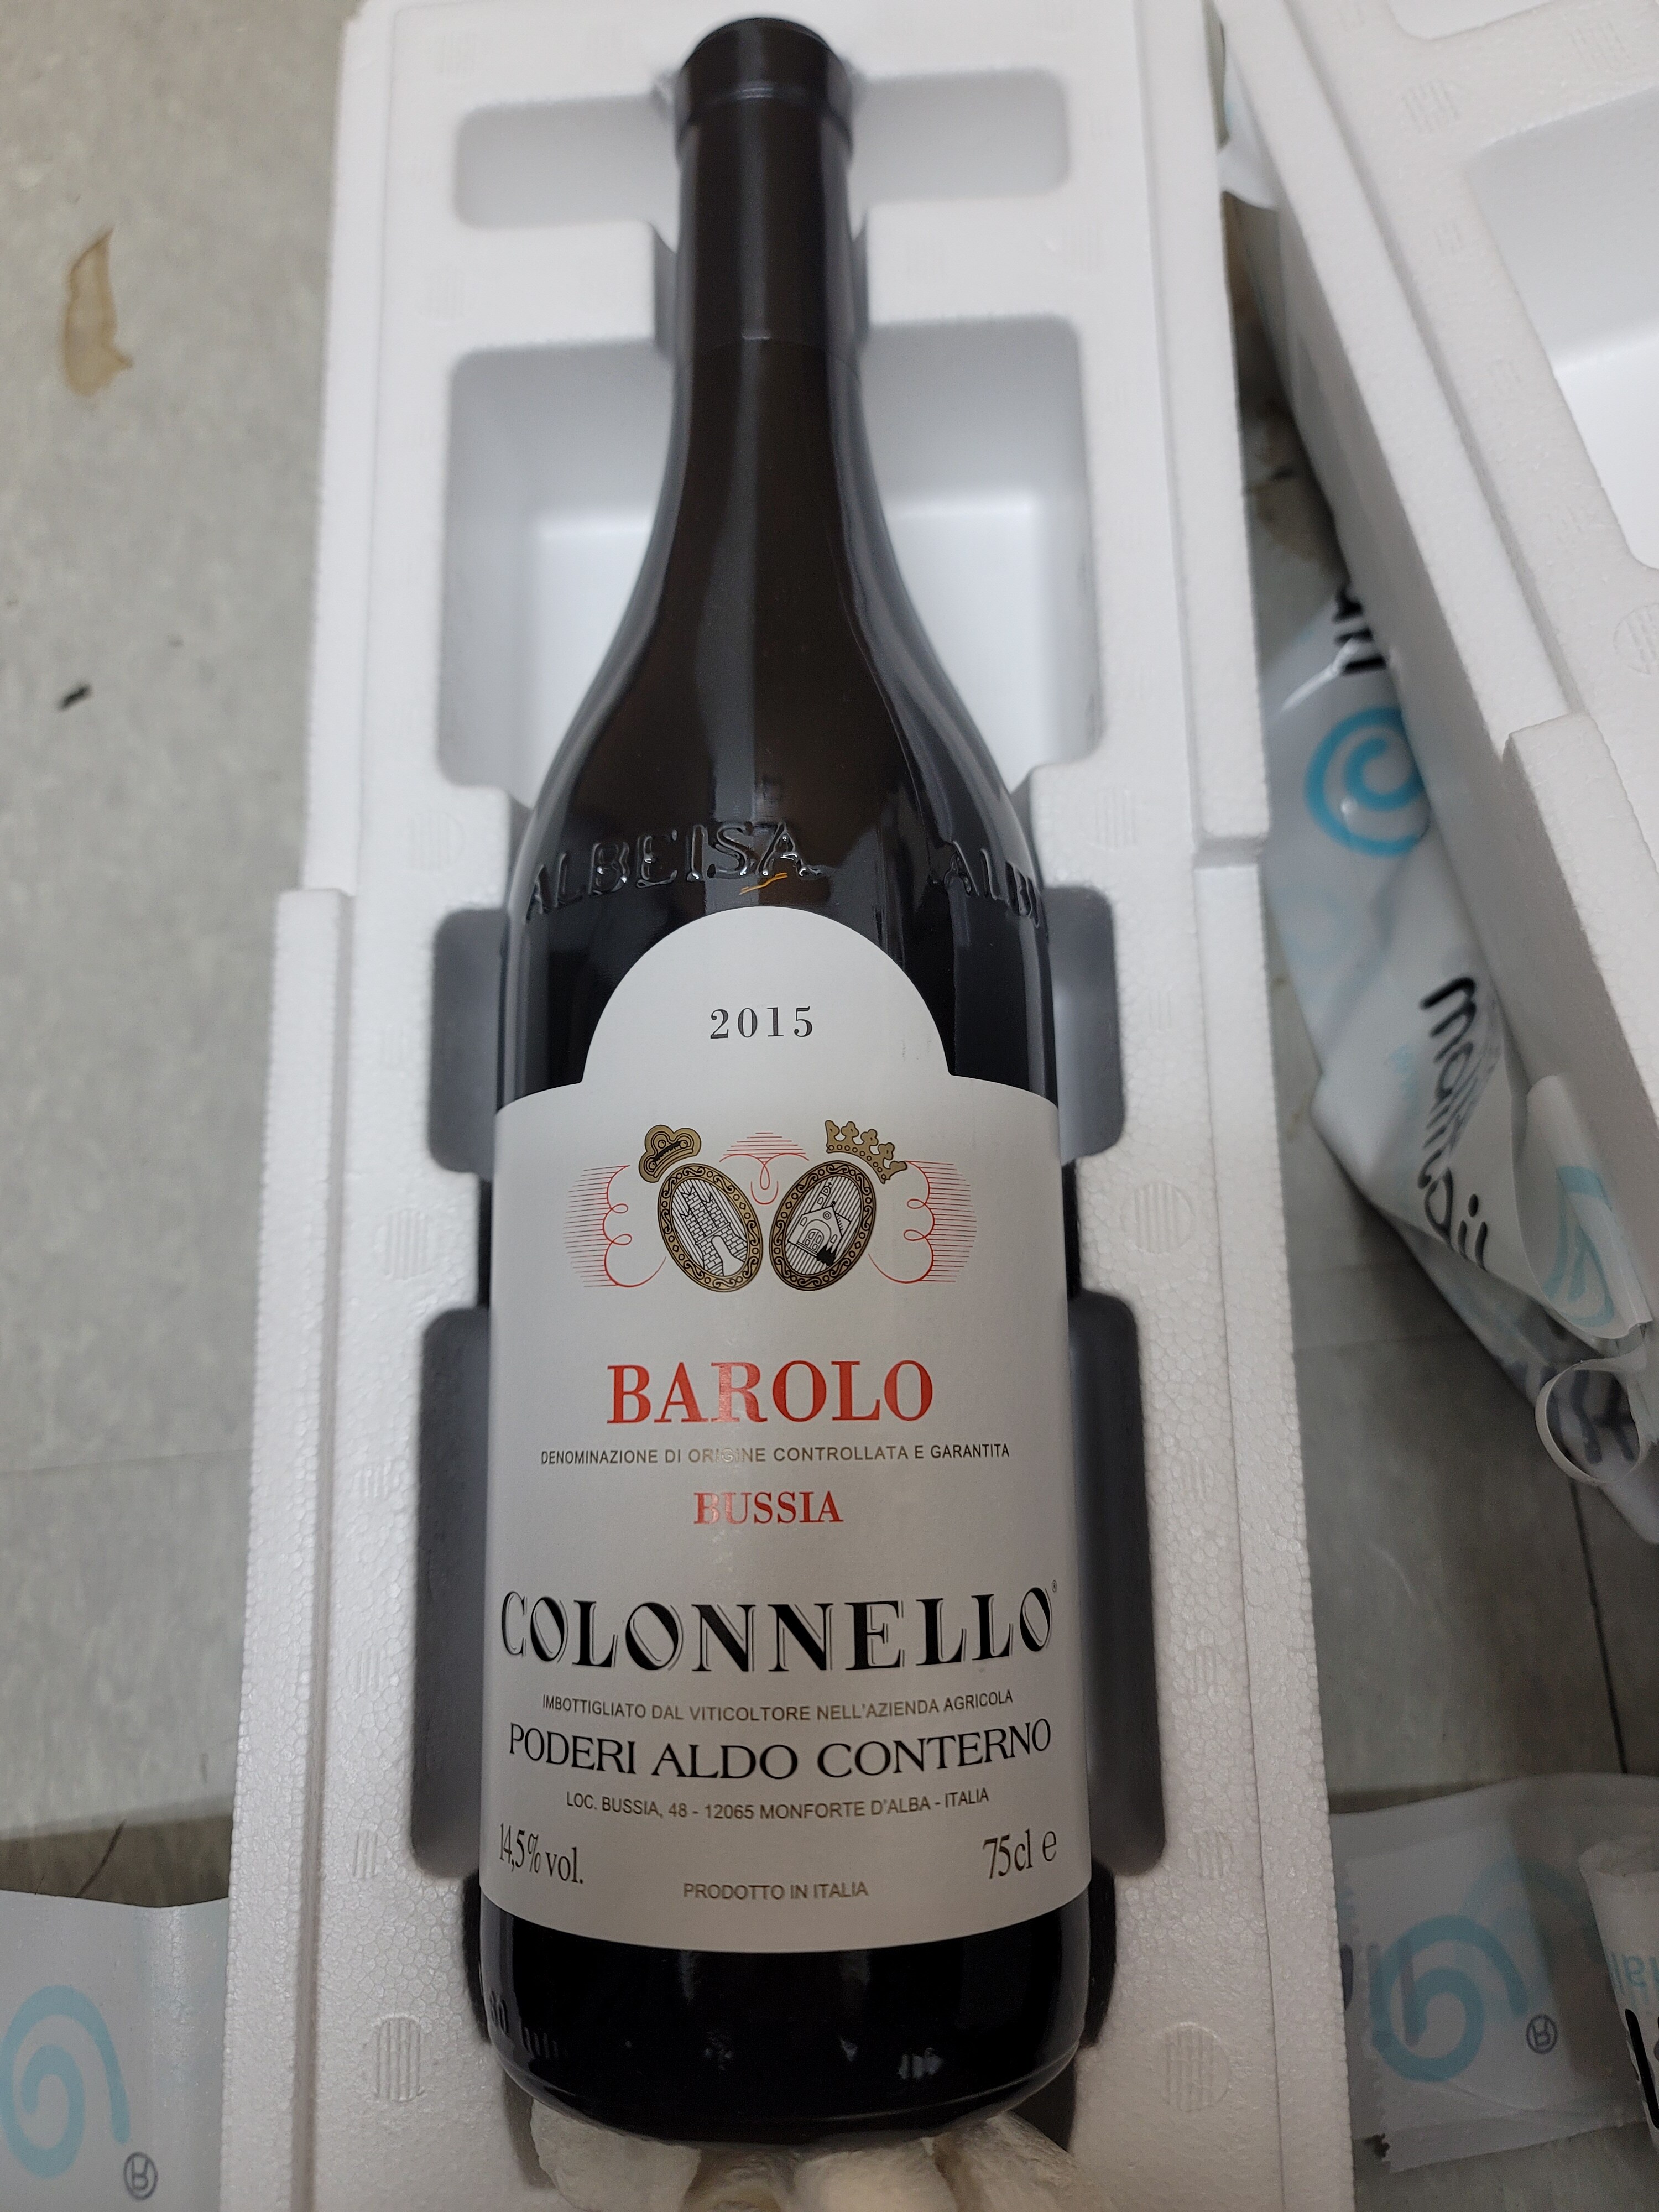 ALBEISA
2015
BAROLO
DENOMINAZIONE DI ORIGINE CONTROLLATA E GARANTITA
BUSSIA
COLONNELLO®
IMBOTTIGLIATO DAL VITICOLTORE NELL'AZIENDA AGRICOLA
PODERI ALDO CONTERNO
LOC. BUSSIA, 48 - 12065 MONFORTE D'ALBA - ITALIA
14,5% vol.
75cl e
PRODOTTO IN ITALIA
®
®